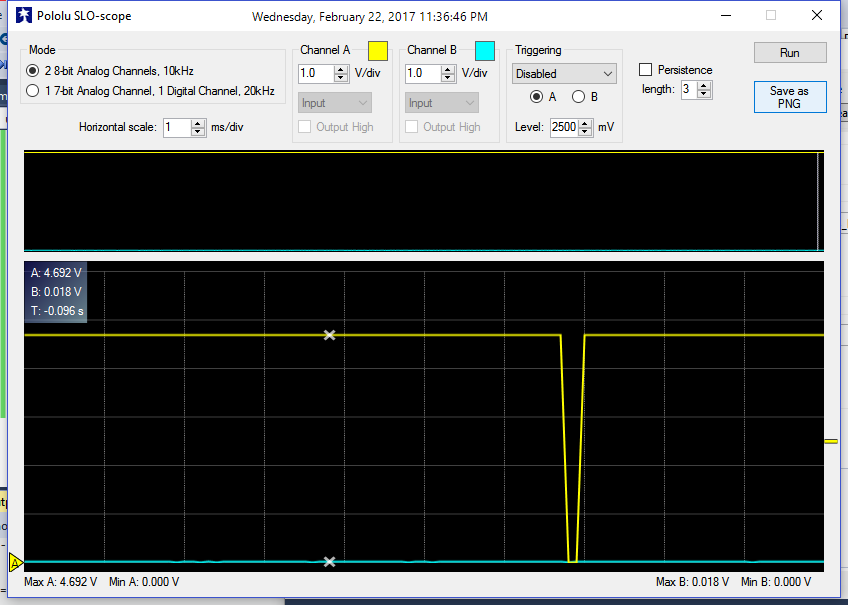 Pololu SLO-scope
Wednesday, February 22, 2017 11:36:46 PM
Mode
2 8-bit Analog Channels, 10kHz
1 7-bit Analog Channel, 1 Digital Channel, 20kHz
Horizontal scale: 1 ms/div
Channel A
1.0 V/div
Input
Output High
Channel B
1.0 V/div
Input
Output High
Triggering
Disabled
A B
Level: 2500 mV
Persistence
length: 3
Run
Save as
PNG
A: 4.692 V
B: 0.018 V
T: -0.096 s
A
Max A: 4.692 V Min A: 0.000 V
Max B: 0.018 V Min B: 0.000 V